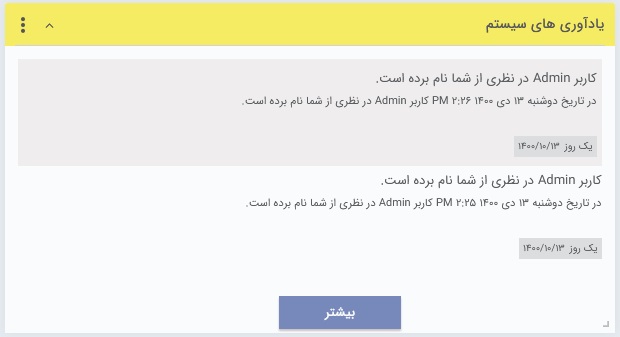 یادآوری های سیستم
کاربر Admin در نظری از شما نام برده است.
در تاریخ دوشنبه ۱۳ دی ۱۴۰۰ ۲:۲۶ PM کاربر Admin در نظری از شما نام برده است.
یک روز ۱۴۰۰/۱۰/۱۳
کاربر Admin در نظری از شما نام برده است.
در تاریخ دوشنبه ۱۳ دی ۱۴۰۰ ۲:۲۵ PM کاربر Admin در نظری از شما نام برده است.
یک روز ۱۴۰۰/۱۰/۱۳
بیشتر